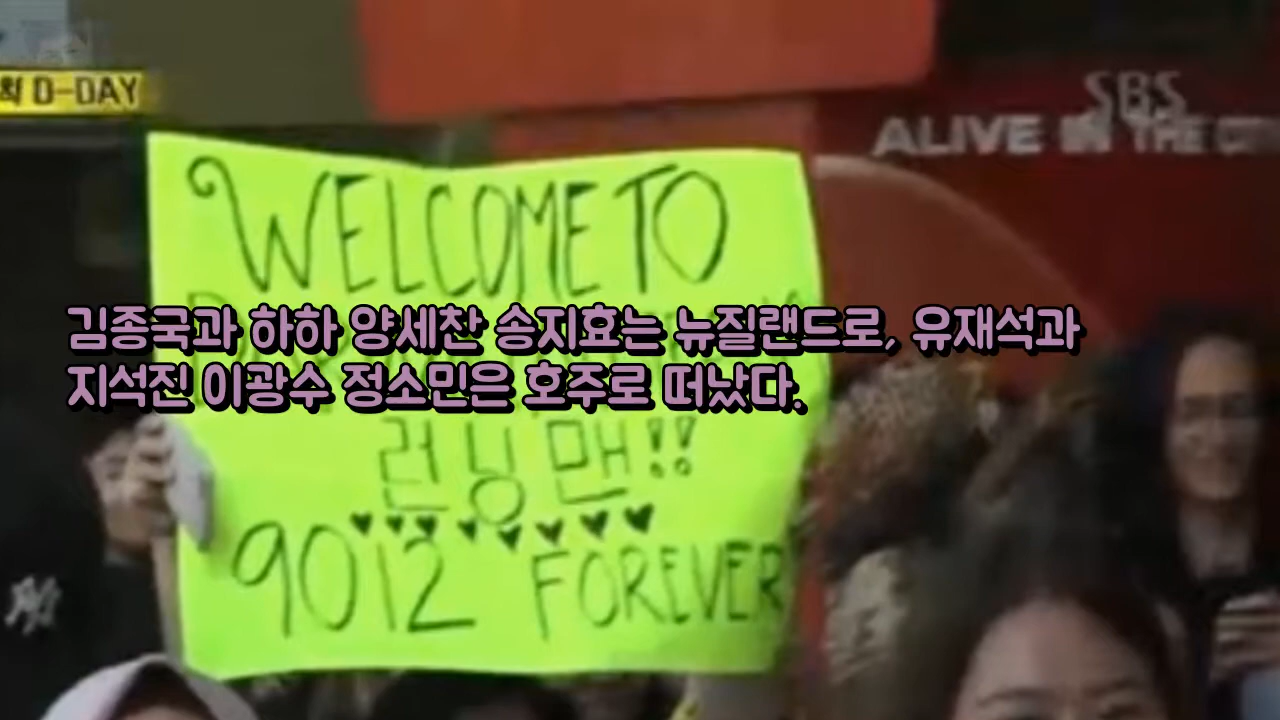 D-DAY
SBS
ALIVE IN THE
WELCOME TO
김종국과 하하 양세찬 송지효는 뉴질랜드로, 유재석과
지석진 이광수 정소민은 호주로 떠났다.
런닝맨!!
9012 FOREVER